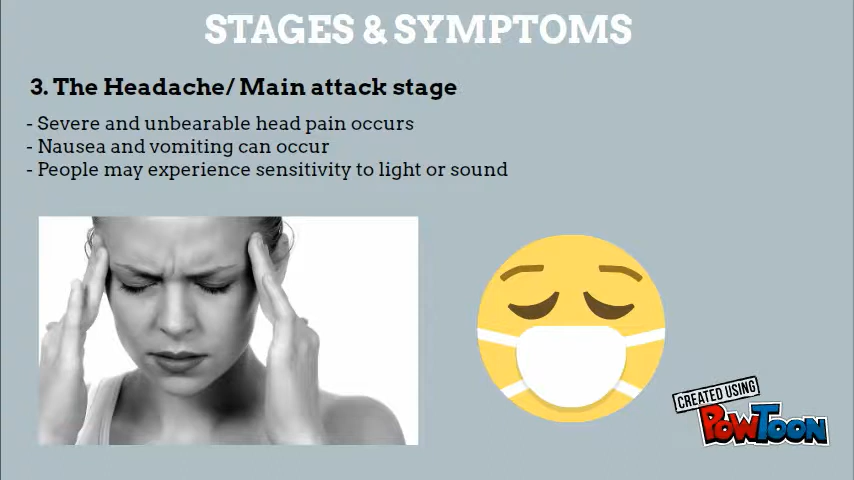 STAGES & SYMPTOMS
3. The Headache/ Main attack stage
- Severe and unbearable head pain occurs
- Nausea and vomiting can occur
- People may experience sensitivity to light or sound
CREATED USING
POWTOON